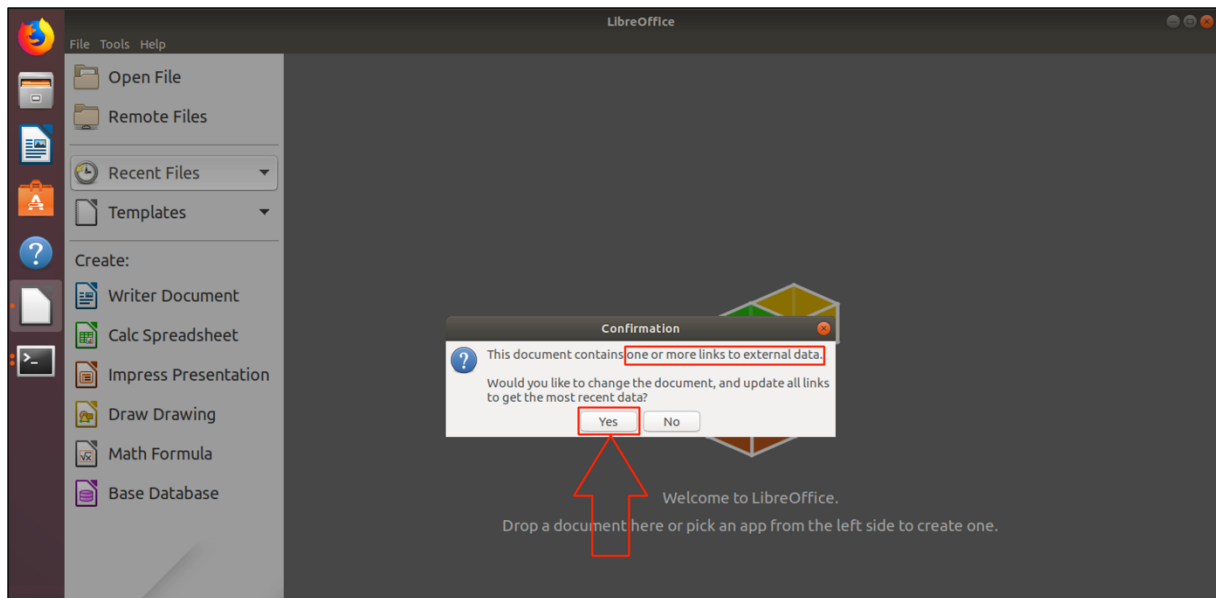 LibreOffice
File Tools Help
Open File
Remote Files
Recent Files
Templates
Create:
Writer Document
Calc Spreadsheet
Impress Presentation
Draw Drawing
Math Formula
Base Database
Confirmation
This document contains one or more links to external data.
Would you like to change the document, and update all links
to get the most recent data?
Yes No
Welcome to LibreOffice.
Drop a document here or pick an app from the left side to create one.